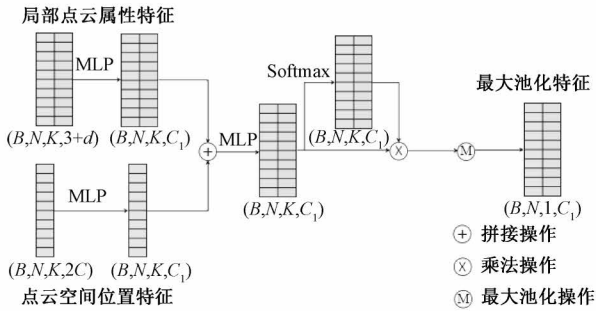 局部点云属性特征
MLP
(B,N,K,3+d)
(B,N,K,C₁)
MLP
(B,N,K,2C)
(B,N,K,C₁)
点云空间位置特征
+
MLP
(B,N,K,C₁)
Softmax
(B,N,K,C₁)
X
M
最大池化特征
(B,N,1,C₁)
+ 拼接操作
X 乘法操作
M 最大池化操作